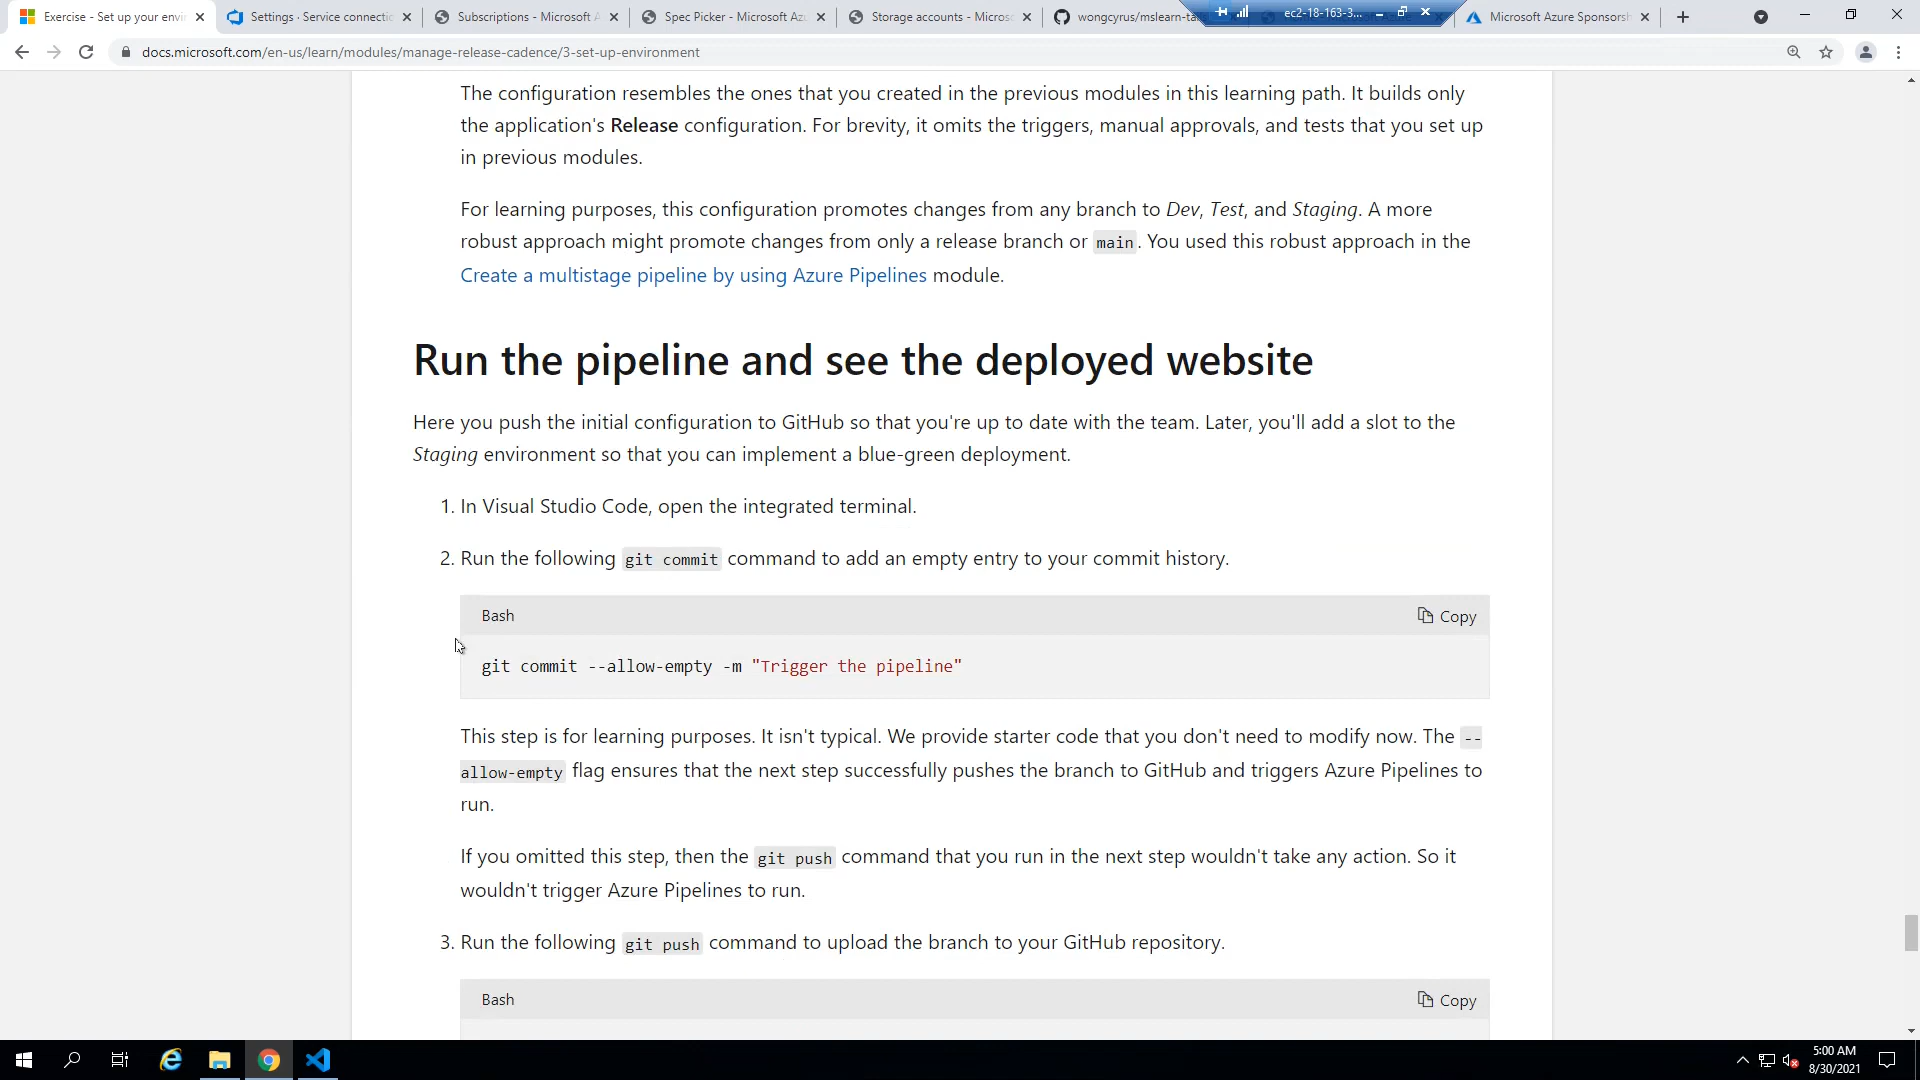 Exercise - Set up your envir
Settings · Service connectio
Subscriptions - Microsoft A
Spec Picker - Microsoft Azu
Storage accounts - Microso
wongcyrus/mslearn-ta
ec2-18-163-3...
Microsoft Azure Sponsorsh
docs.microsoft.com/en-us/learn/modules/manage-release-cadence/3-set-up-environment
The configuration resembles the ones that you created in the previous modules in this learning path. It builds only
the application's Release configuration. For brevity, it omits the triggers, manual approvals, and tests that you set up
in previous modules.
For learning purposes, this configuration promotes changes from any branch to Dev, Test, and Staging. A more
robust approach might promote changes from only a release branch or main. You used this robust approach in the
Create a multistage pipeline by using Azure Pipelines module.
Run the pipeline and see the deployed website
Here you push the initial configuration to GitHub so that you're up to date with the team. Later, you'll add a slot to the
Staging environment so that you can implement a blue-green deployment.
1. In Visual Studio Code, open the integrated terminal.
2. Run the following git commit command to add an empty entry to your commit history.
Bash
Copy
git commit --allow-empty -m "Trigger the pipeline"
This step is for learning purposes. It isn't typical. We provide starter code that you don't need to modify now. The --
allow-empty flag ensures that the next step successfully pushes the branch to GitHub and triggers Azure Pipelines to
run.
If you omitted this step, then the git push command that you run in the next step wouldn't take any action. So it
wouldn't trigger Azure Pipelines to run.
3. Run the following git push command to upload the branch to your GitHub repository.
Bash
Copy
5:00 AM
8/30/2021